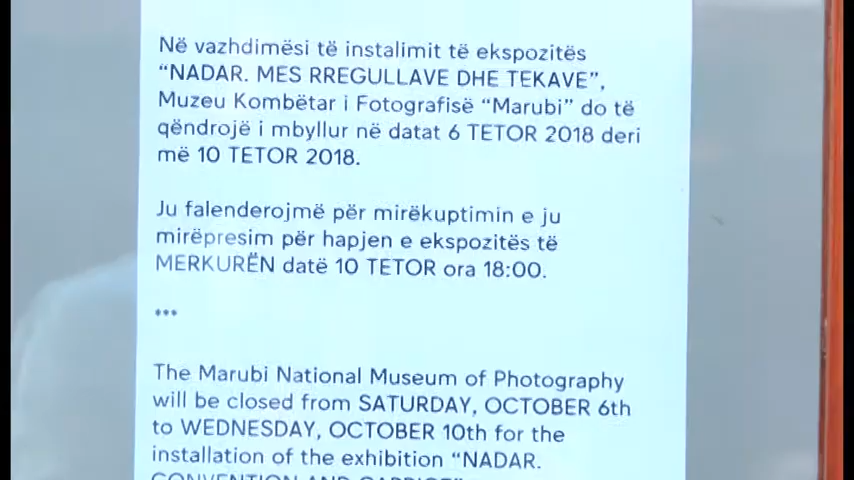 Në vazhdimësi të instalimit të ekspozitës
“NADAR. MES RREGULLAVE DHE TEKAVE”,
Muzeu Kombëtar i Fotografisë “Marubi” do të
qëndrojë i mbyllur në datat 6 TETOR 2018 deri
më 10 TETOR 2018.
Ju falenderojmë për mirëkuptimin e ju
mirëpresim për hapjen e ekspozitës të
MERKURËN datë 10 TETOR ora 18:00.
***
The Marubi National Museum of Photography
will be closed from SATURDAY, OCTOBER 6th
to WEDNESDAY, OCTOBER 10th for the
installation of the exhibition “NADAR.
CONVENTION AND CAPRICE”